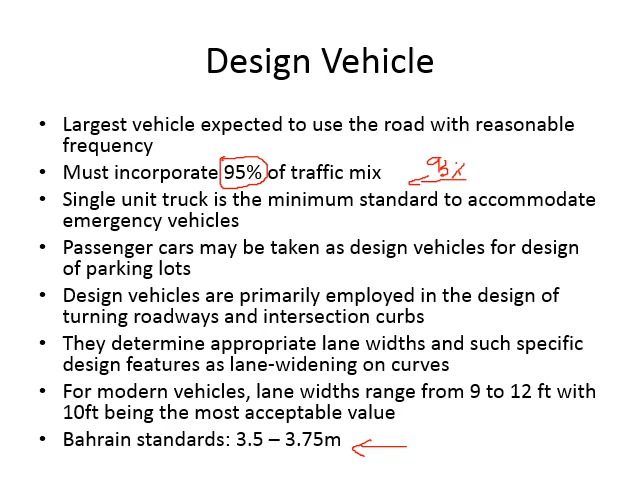 Design Vehicle
• Largest vehicle expected to use the road with reasonable
frequency
• Must incorporate 95% of traffic mix
• Single unit truck is the minimum standard to accommodate
emergency vehicles
• Passenger cars may be taken as design vehicles for design
of parking lots
• Design vehicles are primarily employed in the design of
turning roadways and intersection curbs
• They determine appropriate lane widths and such specific
design features as lane-widening on curves
• For modern vehicles, lane widths range from 9 to 12 ft with
10ft being the most acceptable value
• Bahrain standards: 3.5 – 3.75m